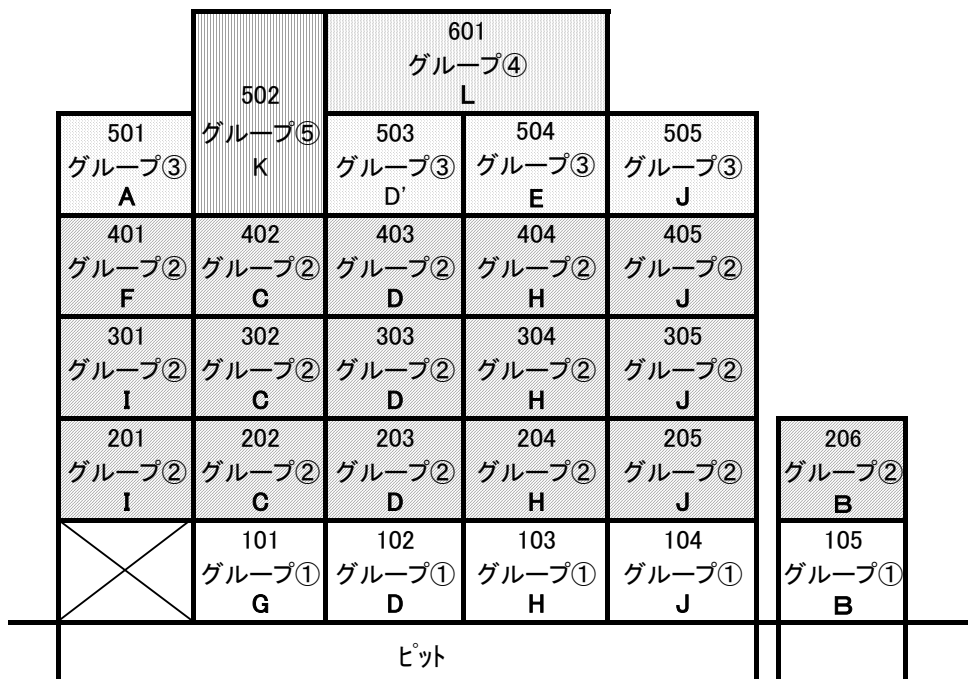 601
グループ④
L
502
グループ⑤
K
501
グループ③
A
503
グループ③
D'
504
グループ③
E
505
グループ③
J
401
グループ②
F
402
グループ②
C
403
グループ②
D
404
グループ②
H
405
グループ②
J
301
グループ②
I
302
グループ②
C
303
グループ②
D
304
グループ②
H
305
グループ②
J
201
グループ②
I
202
グループ②
C
203
グループ②
D
204
グループ②
H
205
グループ②
J
206
グループ②
B
101
グループ①
G
102
グループ①
D
103
グループ①
H
104
グループ①
J
105
グループ①
B
ピット